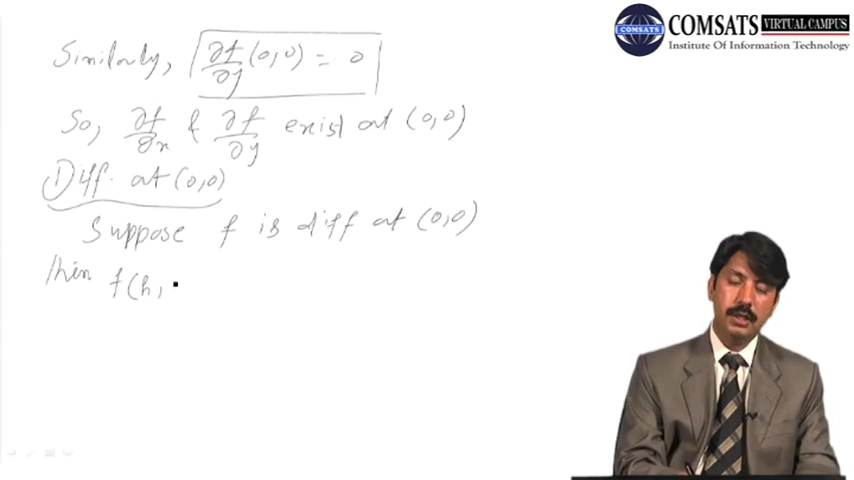 COMSATS VIRTUAL CAMPUS
Institute Of Information Technology
COMSATS
Similarly, ∂f/∂y (0,0) = 0
So, ∂f/∂x & ∂f/∂y exist at (0,0)
Diff. at (0,0)
Suppose f is diff at (0,0)
then f(h,